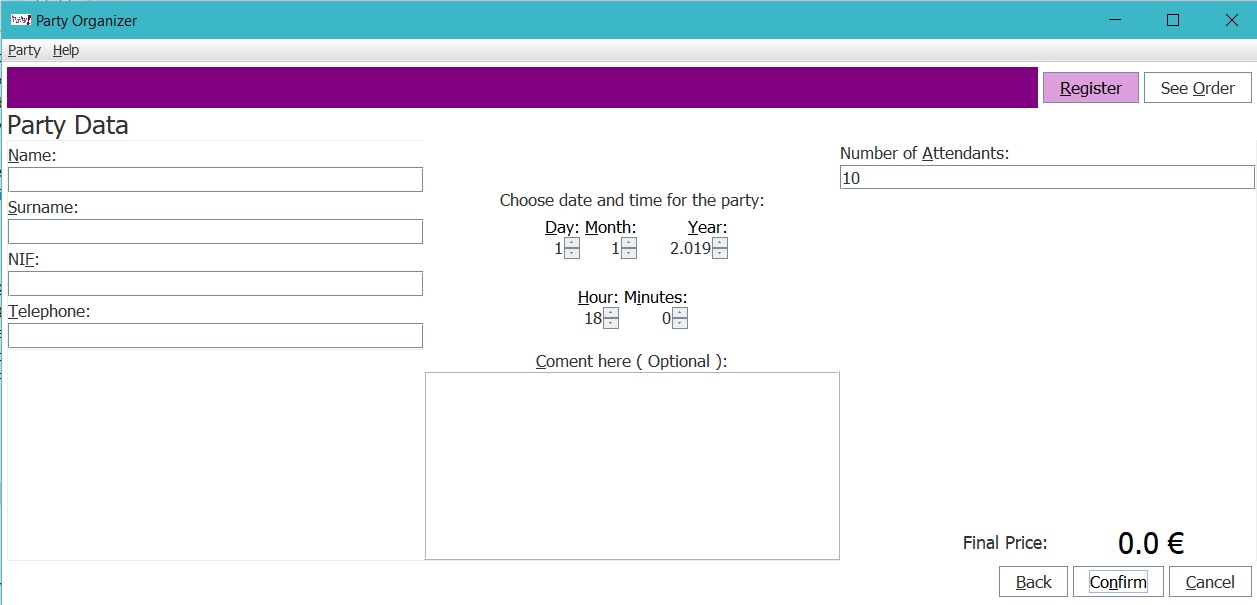 Party Organizer
Party Help
Register See Order
Party Data
Name:
Surname:
NIF:
Telephone:
Choose date and time for the party:
Day: Month: Year:
1 1 2.019
Hour: Minutes:
18 0
Coment here ( Optional ):
Number of Attendants:
10
Final Price: 0.0 €
Back Confirm Cancel